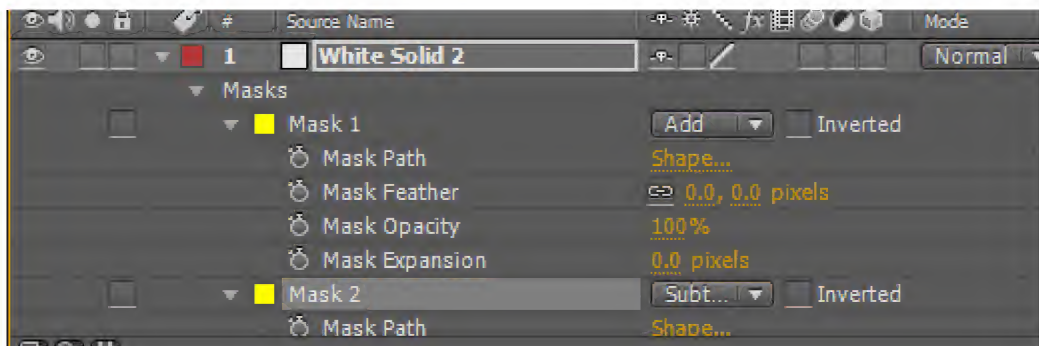 # Source Name fx Mode
1 White Solid 2 Normal
Masks
Mask 1 Add Inverted
Mask Path Shape...
Mask Feather 0.0, 0.0 pixels
Mask Opacity 100%
Mask Expansion 0.0 pixels
Mask 2 Subt... Inverted
Mask Path Shape...